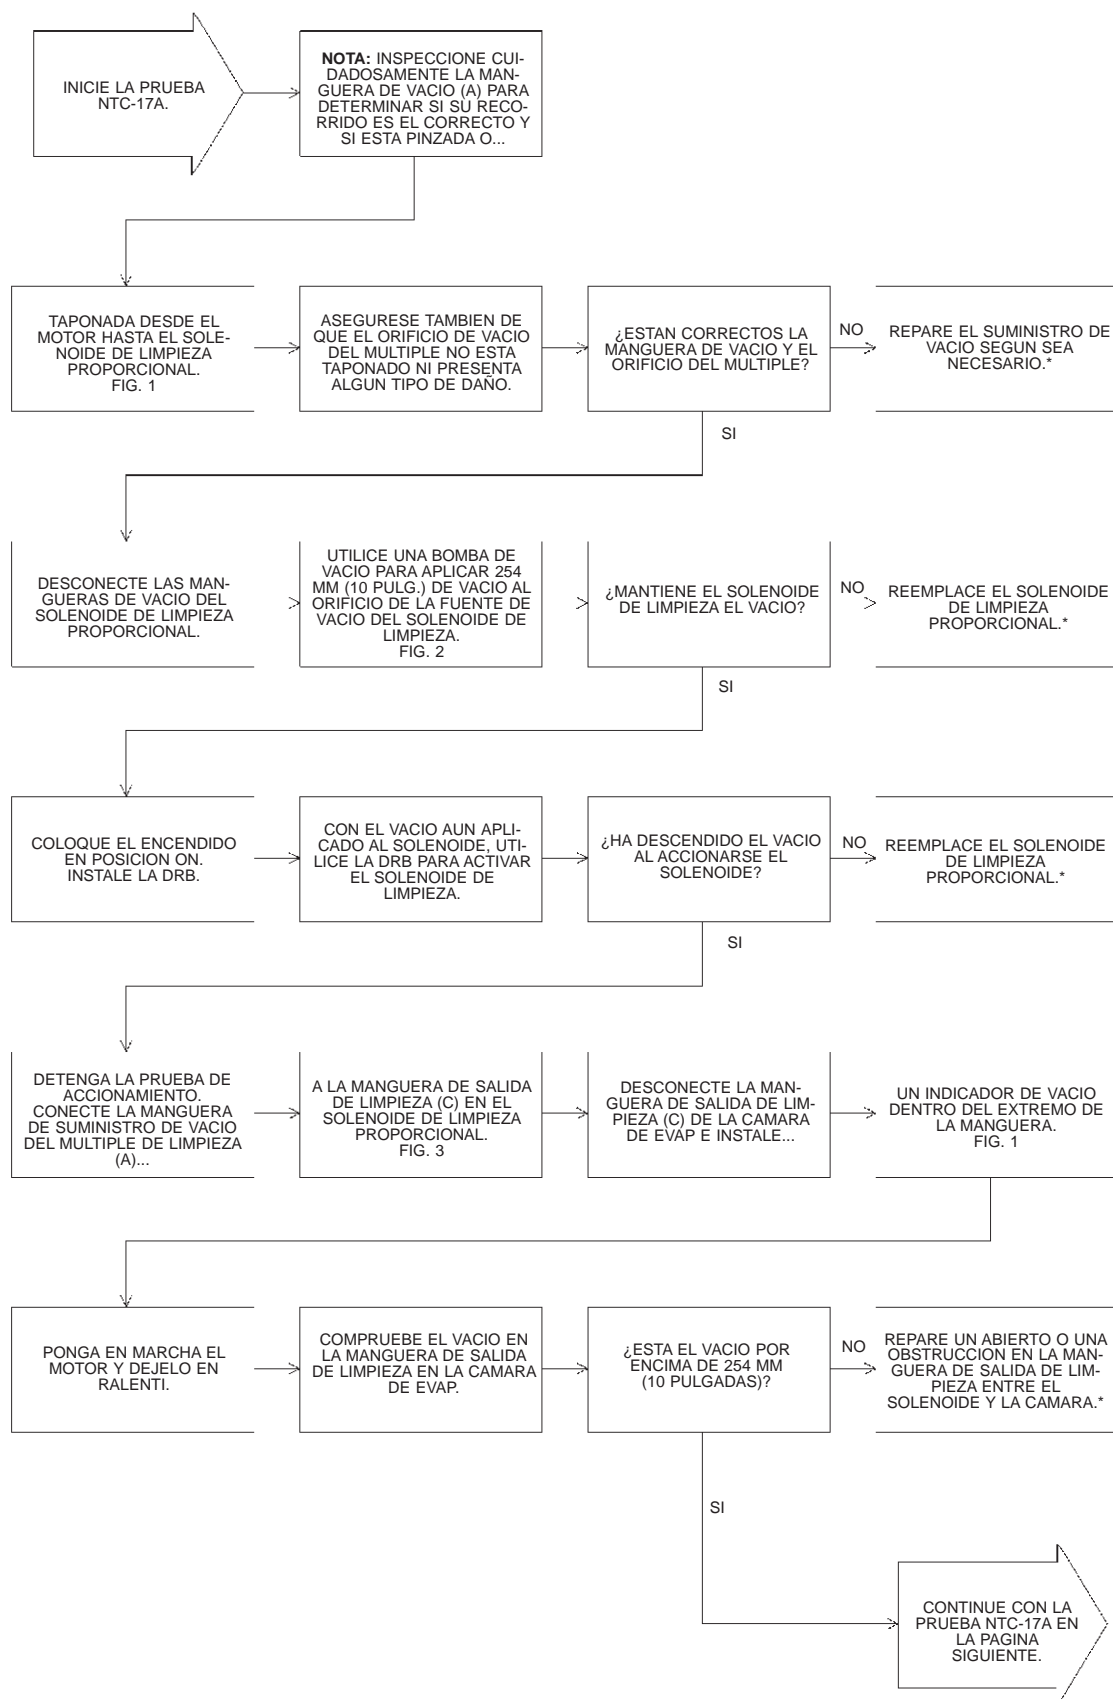 INICIE LA PRUEBA
NTC-17A.
NOTA: INSPECCIONE CUI-
DADOSAMENTE LA MAN-
GUERA DE VACIO (A) PARA
DETERMINAR SI SU RECO-
RRIDO ES EL CORRECTO Y
SI ESTA PINZADA O...
TAPONADA DESDE EL
MOTOR HASTA EL SOLE-
NOIDE DE LIMPIEZA
PROPORCIONAL.
FIG. 1
ASEGURESE TAMBIEN DE
QUE EL ORIFICIO DE VACIO
DEL MULTIPLE NO ESTA
TAPONADO NI PRESENTA
ALGUN TIPO DE DAÑO.
¿ESTAN CORRECTOS LA
MANGUERA DE VACIO Y EL
ORIFICIO DEL MULTIPLE?
NO
REPARE EL SUMINISTRO DE
VACIO SEGUN SEA
NECESARIO.*
SI
DESCONECTE LAS MAN-
GUERAS DE VACIO DEL
SOLENOIDE DE LIMPIEZA
PROPORCIONAL.
UTILICE UNA BOMBA DE
VACIO PARA APLICAR 254
MM (10 PULG.) DE VACIO AL
ORIFICIO DE LA FUENTE DE
VACIO DEL SOLENOIDE DE
LIMPIEZA.
FIG. 2
¿MANTIENE EL SOLENOIDE
DE LIMPIEZA EL VACIO?
NO
REEMPLACE EL SOLENOIDE
DE LIMPIEZA
PROPORCIONAL.*
SI
COLOQUE EL ENCENDIDO
EN POSICION ON.
INSTALE LA DRB.
CON EL VACIO AUN APLI-
CADO AL SOLENOIDE, UTI-
LICE LA DRB PARA ACTIVAR
EL SOLENOIDE DE
LIMPIEZA.
¿HA DESCENDIDO EL VACIO
AL ACCIONARSE EL
SOLENOIDE?
NO
REEMPLACE EL SOLENOIDE
DE LIMPIEZA
PROPORCIONAL.*
SI
DETENGA LA PRUEBA DE
ACCIONAMIENTO.
CONECTE LA MANGUERA
DE SUMINISTRO DE VACIO
DEL MULTIPLE DE LIMPIEZA
(A)...
A LA MANGUERA DE SALIDA
DE LIMPIEZA (C) EN EL
SOLENOIDE DE LIMPIEZA
PROPORCIONAL.
FIG. 3
DESCONECTE LA MAN-
GUERA DE SALIDA DE LIM-
PIEZA (C) DE LA CAMARA
DE EVAP E INSTALE...
UN INDICADOR DE VACIO
DENTRO DEL EXTREMO DE
LA MANGUERA.
FIG. 1
PONGA EN MARCHA EL
MOTOR Y DEJELO EN
RALENTI.
COMPRUEBE EL VACIO EN
LA MANGUERA DE SALIDA
DE LIMPIEZA EN LA CAMARA
DE EVAP.
¿ESTA EL VACIO POR
ENCIMA DE 254 MM
(10 PULGADAS)?
NO
REPARE UN ABIERTO O UNA
OBSTRUCCION EN LA MAN-
GUERA DE SALIDA DE LIM-
PIEZA ENTRE EL
SOLENOIDE Y LA CAMARA.*
SI
CONTINUE CON LA
PRUEBA NTC-17A EN
LA PAGINA
SIGUIENTE.